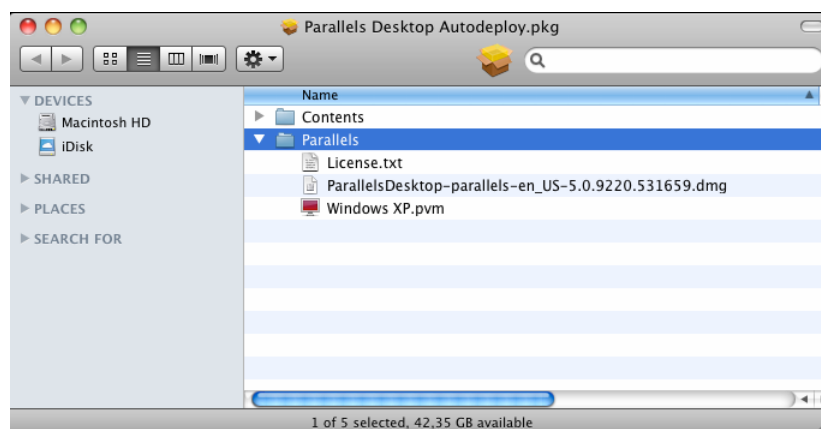 Parallels Desktop Autodeploy.pkg
DEVICES
Macintosh HD
iDisk
SHARED
PLACES
SEARCH FOR
Name
Contents
Parallels
License.txt
ParallelsDesktop-parallels-en_US-5.0.9220.531659.dmg
Windows XP.pvm
1 of 5 selected, 42,35 GB available